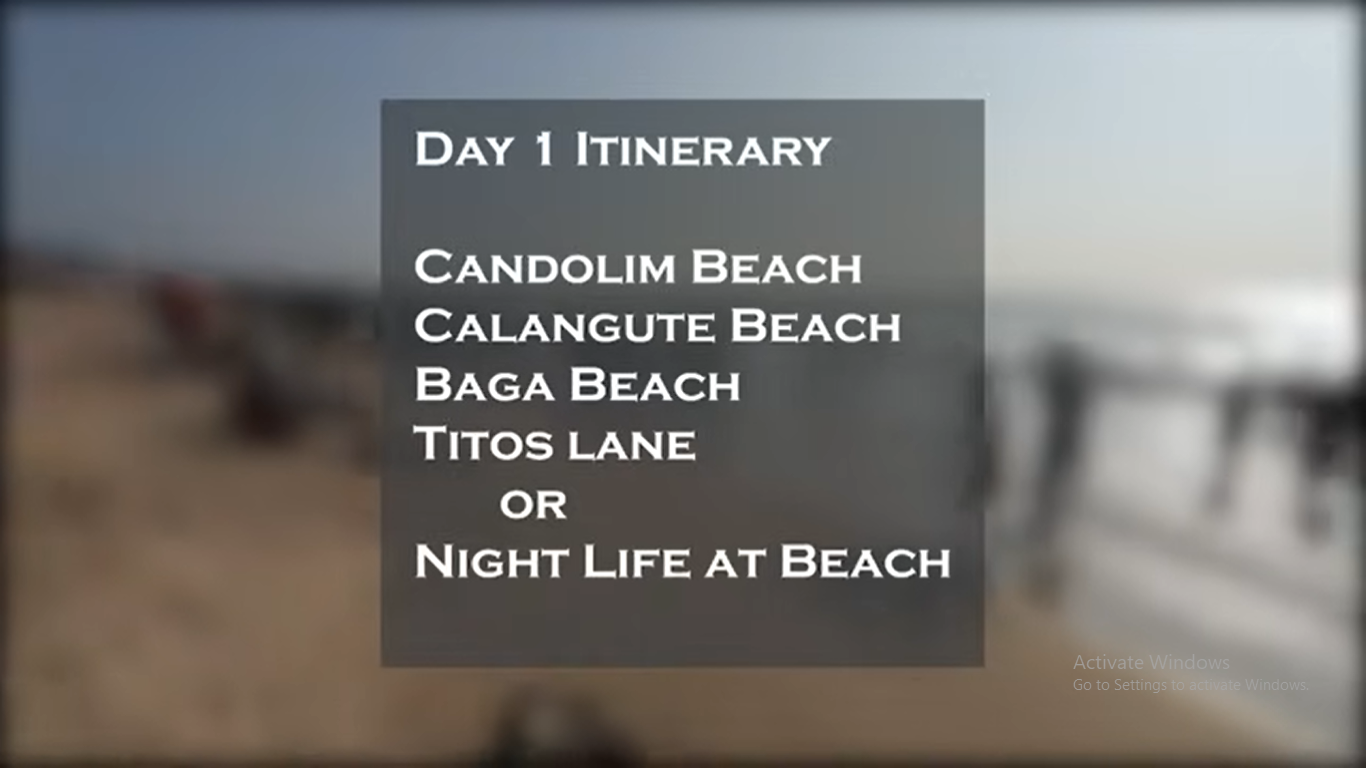 Day 1 Itinerary
Candolim Beach
Calangute Beach
Baga Beach
Titos lane
or
Night Life at Beach
Activate Windows
Go to Settings to activate Windows.